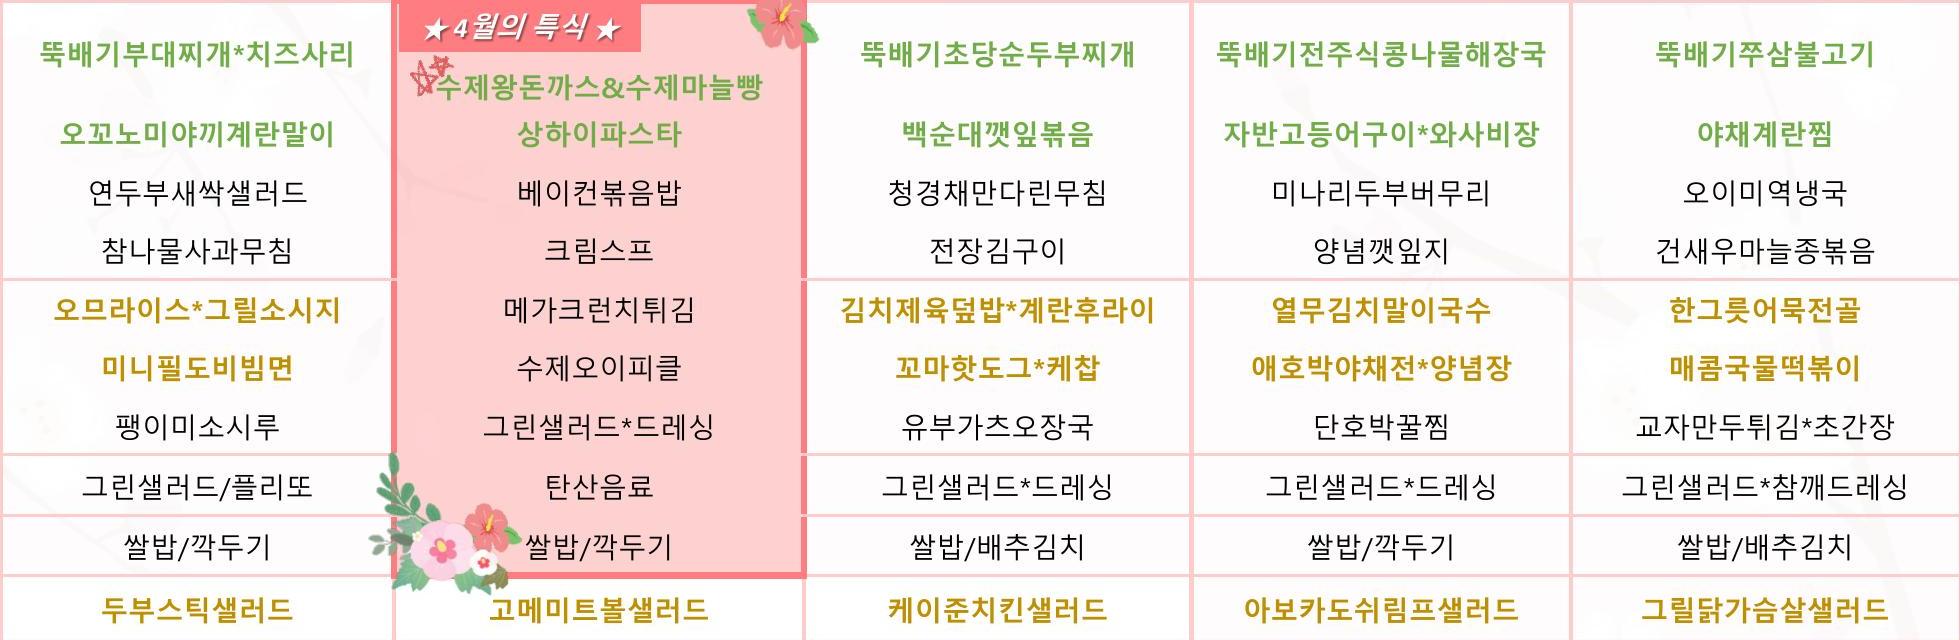 뚝배기부대찌개*치즈사리
오꼬노미야끼계란말이
연두부새싹샐러드
참나물사과무침
오므라이스*그릴소시지
미니필도비빔면
팽이미소시루
그린샐러드/플리또
쌀밥/깍두기
두부스틱샐러드
★4월의 특식★
수제왕돈까스&수제마늘빵
상하이파스타
베이컨볶음밥
크림스프
메가크런치튀김
수제오이피클
그린샐러드*드레싱
탄산음료
쌀밥/깍두기
고메미트볼샐러드
뚝배기초당순두부찌개
백순대깻잎볶음
청경채만다린무침
전장김구이
김치제육덮밥*계란후라이
꼬마핫도그*케찹
유부가츠오장국
그린샐러드*드레싱
쌀밥/배추김치
케이준치킨샐러드
뚝배기전주식콩나물해장국
자반고등어구이*와사비장
미나리두부버무리
양념깻잎지
열무김치말이국수
애호박야채전*양념장
단호박꿀찜
그린샐러드*드레싱
쌀밥/깍두기
아보카도쉬림프샐러드
뚝배기쭈삼불고기
야채계란찜
오이미역냉국
건새우마늘종볶음
한그릇어묵전골
매콤국물떡볶이
교자만두튀김*초간장
그린샐러드*참깨드레싱
쌀밥/배추김치
그릴닭가슴살샐러드